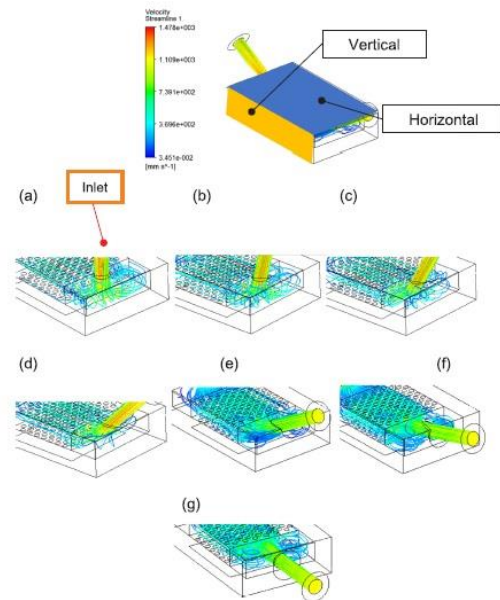 Velocity
Streamline 1
1.478e+003
1.109e+003
7.391e+002
3.696e+002
3.451e-002
[mm s^-1]
Vertical
Horizontal
(a)
(b)
(c)
Inlet
(d)
(e)
(f)
(g)